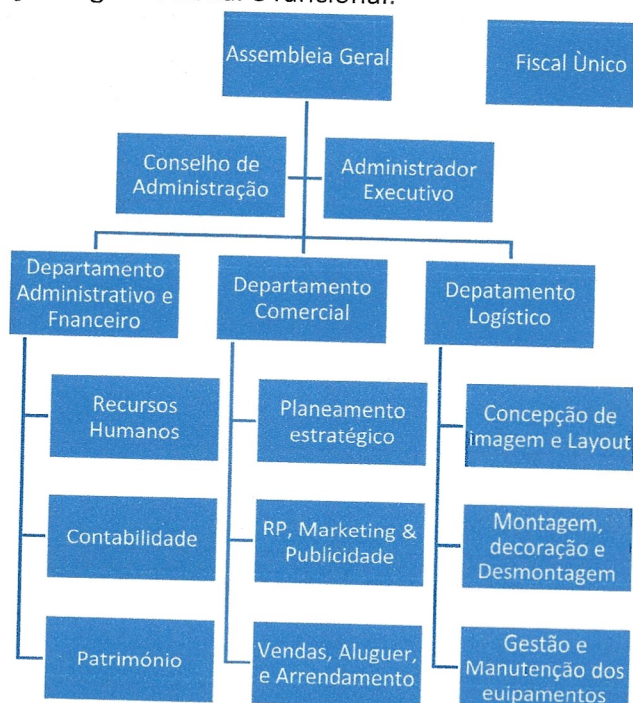 Assembleia Geral
Fiscal Ùnico
Conselho de
Administração
Administrador
Executivo
Departamento
Administrativo e
Fnanceiro
Departamento
Comercial
Depatamento
Logístico
Recursos
Humanos
Planeamento
estratégico
Concepção de
imagem e Layout
Contabilidade
RP, Marketing &
Publicidade
Montagem,
decoração e
Desmontagem
Património
Vendas, Aluguer,
e Arrendamento
Gestão e
Manutenção dos
euipamentos